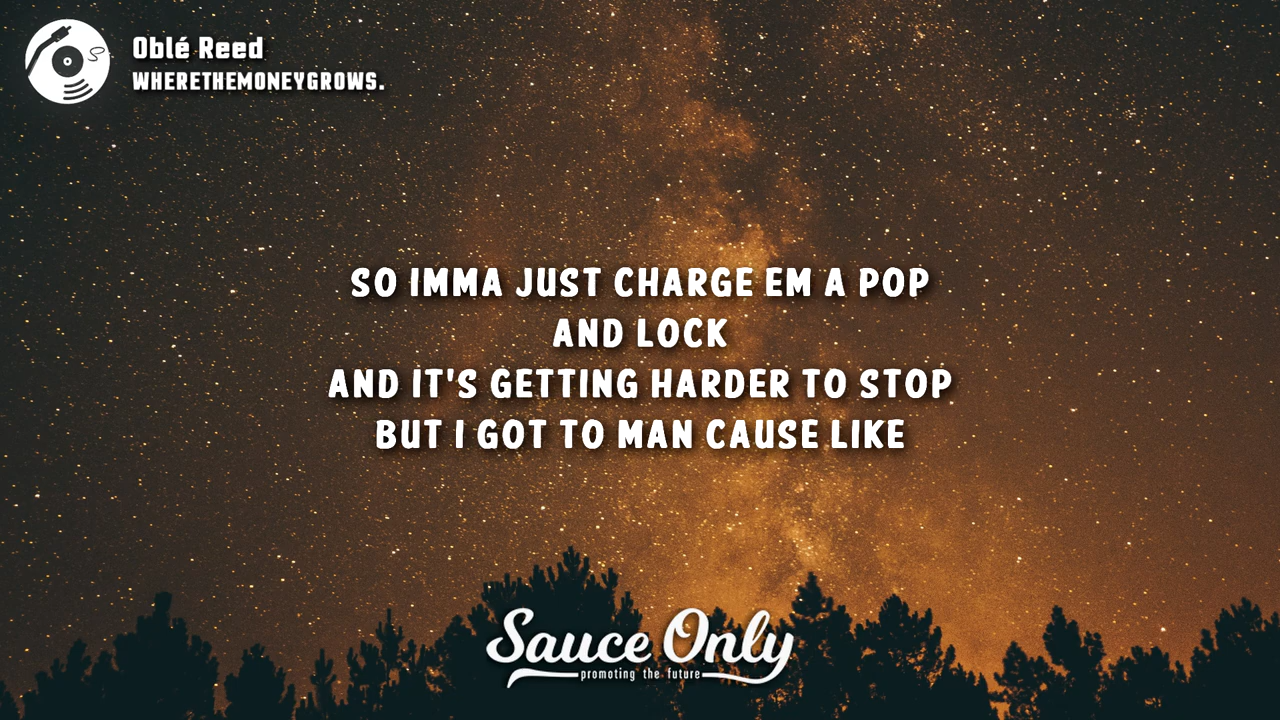 Oblé Reed
WHERETHEMONEYGROWS.
SO IMMA JUST CHARGE EM A POP
AND LOCK
AND IT'S GETTING HARDER TO STOP
BUT I GOT TO MAN CAUSE LIKE
Sauce Only
promoting the future